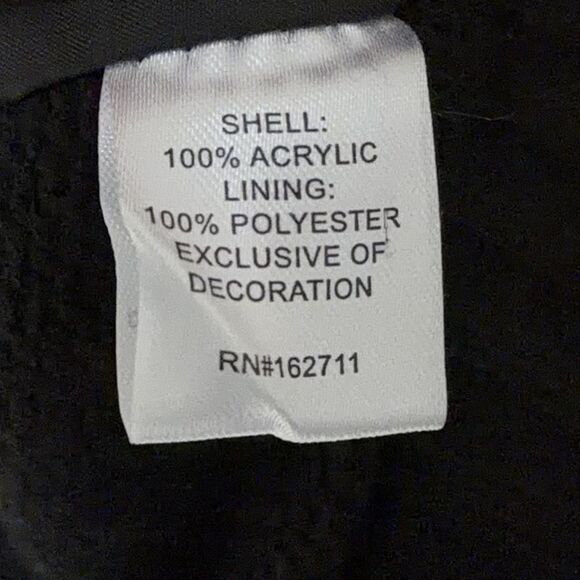 SHELL:
100% ACRYLIC
LINING:
100% POLYESTER
EXCLUSIVE OF
DECORATION
RN#162711